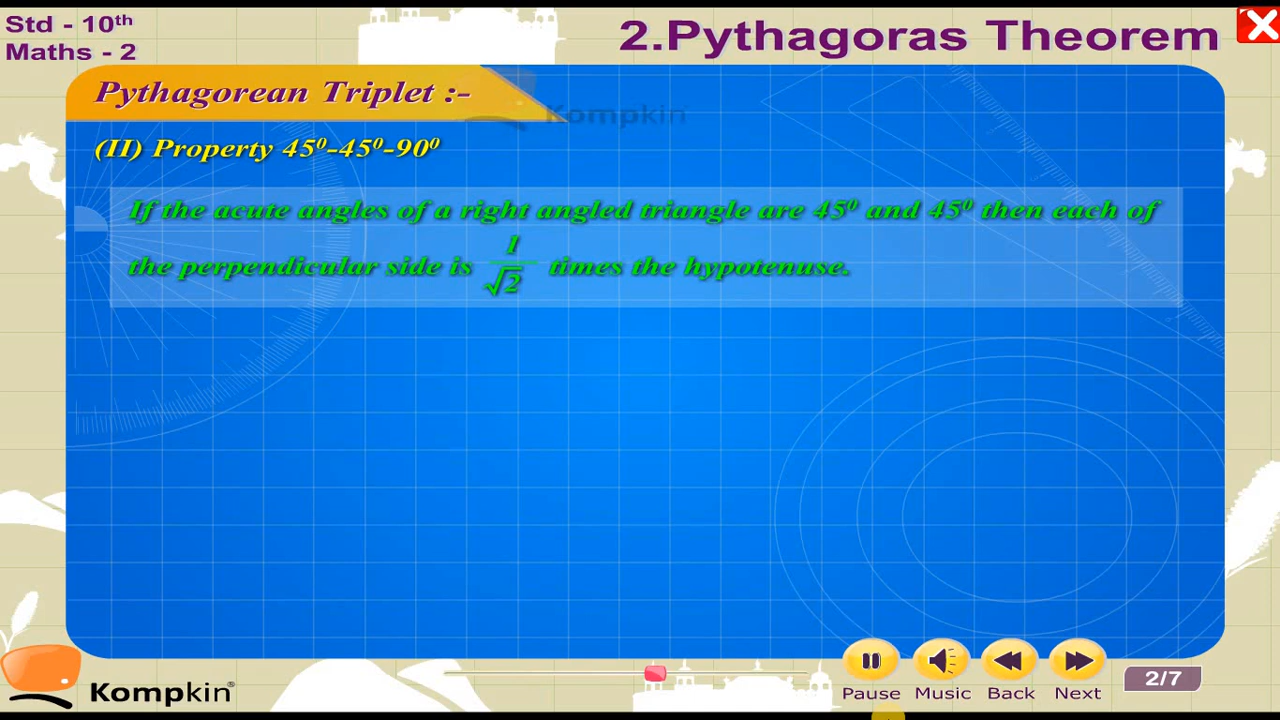 Std - 10th
Maths - 2
2.Pythagoras Theorem
Pythagorean Triplet :-
Kompkin
(II) Property 45⁰-45⁰-90⁰
If the acute angles of a right angled triangle are 45⁰ and 45⁰ then each of
the perpendicular side is 1/√2 times the hypotenuse.
Kompkin®
Pause Music Back Next
2/7